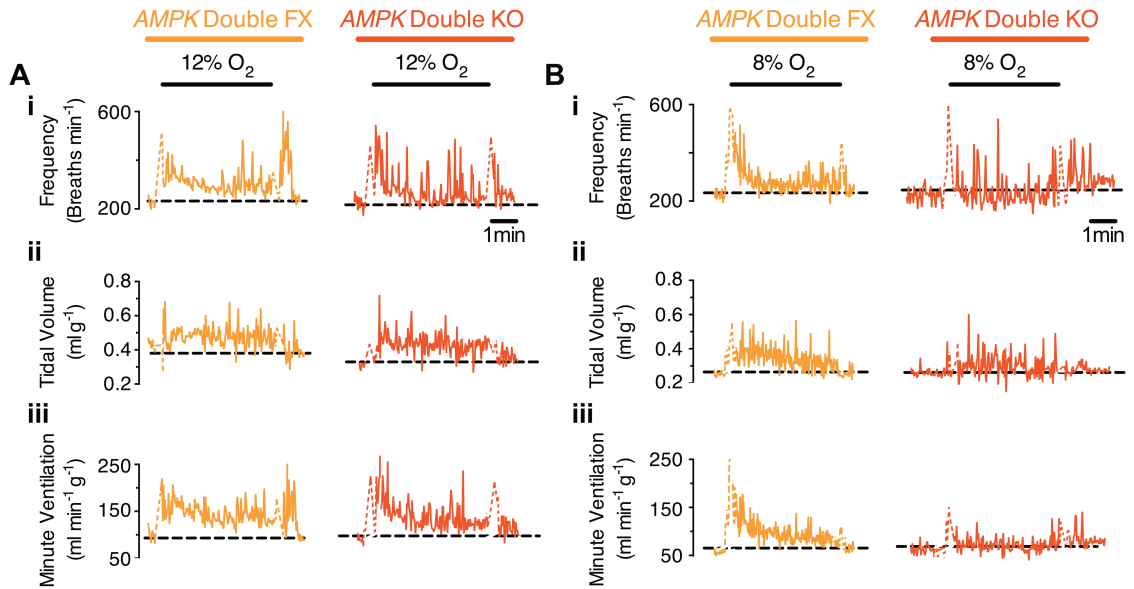 AMPK Double FX
AMPK Double KO
AMPK Double FX
AMPK Double KO
A
12% O2
12% O2
B
8% O2
8% O2
i
Frequency
(Breaths min-1)
600
200
1min
i
Frequency
(Breaths min-1)
600
200
1min
ii
Tidal Volume
(ml g-1)
0.8
0.6
0.4
0.2
ii
Tidal Volume
(ml g-1)
0.8
0.6
0.4
0.2
iii
Minute Ventilation
(ml min-1 g-1)
250
150
50
iii
Minute Ventilation
(ml min-1 g-1)
250
150
50